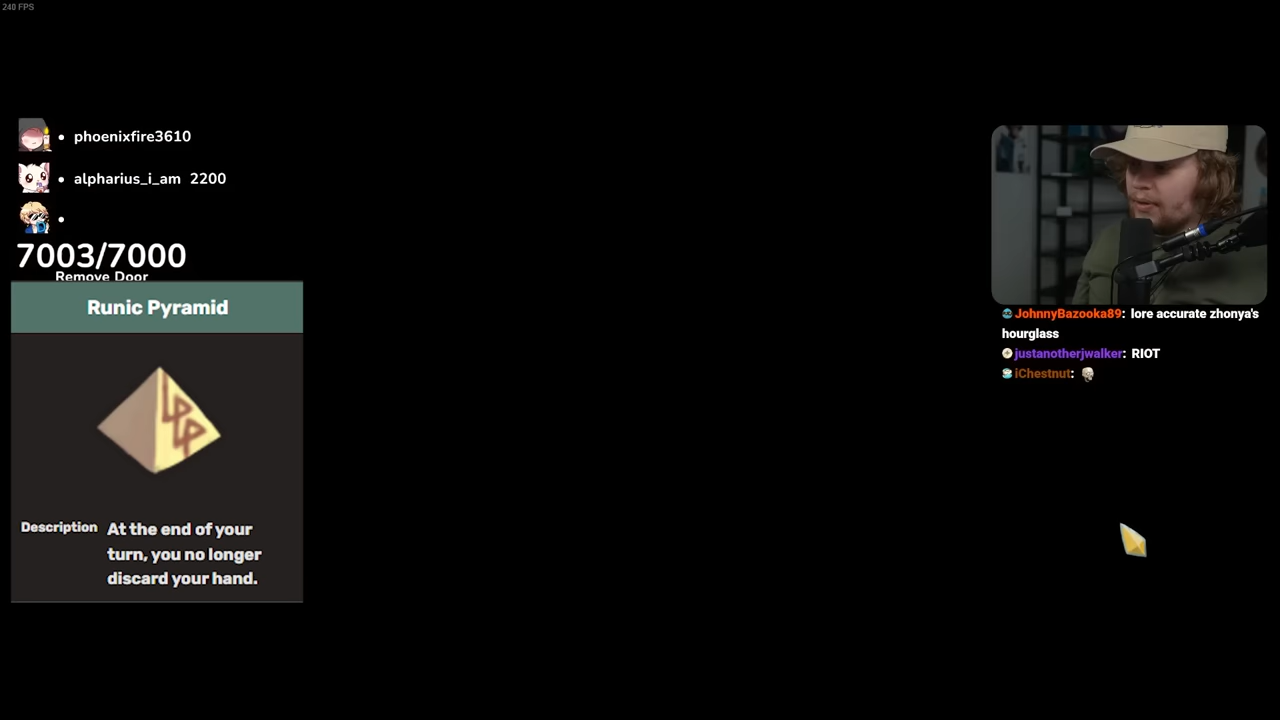 240 FPS
phoenixfire3610
alpharius_i_am 2200
7003/7000
Remove Door
Runic Pyramid
Description At the end of your
turn, you no longer
discard your hand.
JohnnyBazooka89: lore accurate zhonya's
hourglass
justanotherjwalker: RIOT
iChestnut: